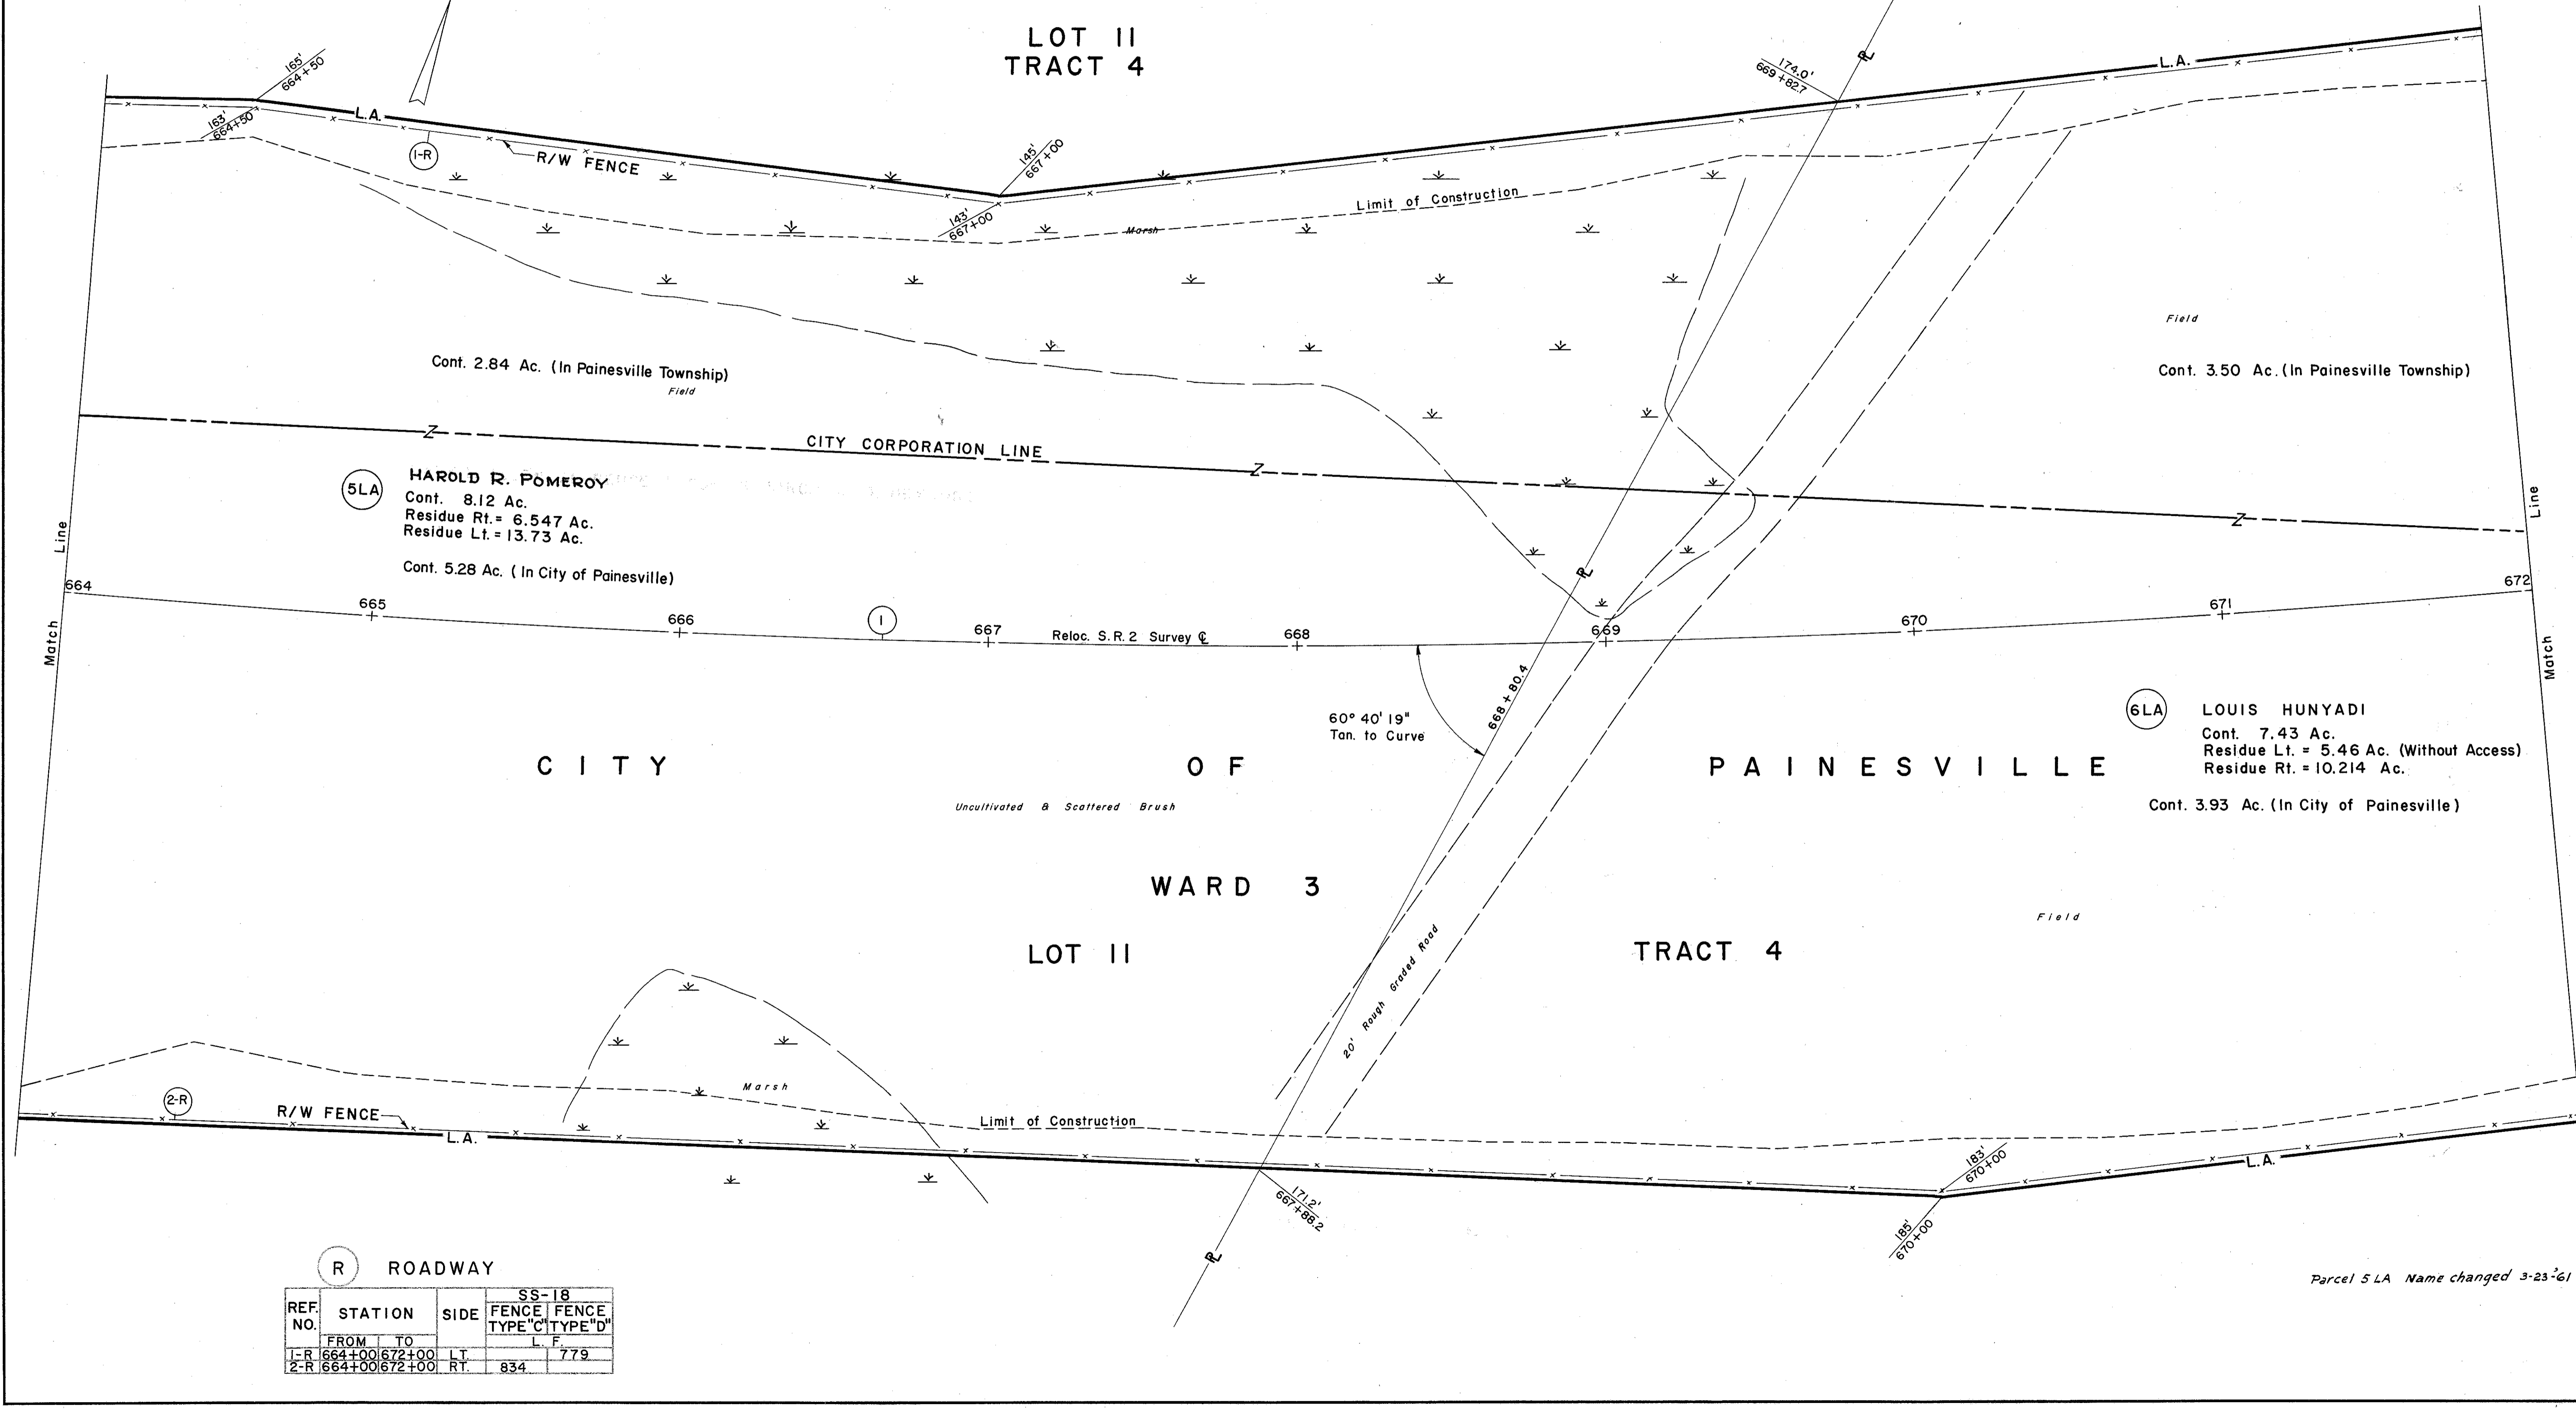 LOT 11
TRACT 4
165'
664+50
163'
664+50
L.A.
1-R
R/W FENCE
145'
667+00
143'
667+00
Marsh
Limit of Construction
174.0'
669+82.7
PL
L.A.
Field
Cont. 2.84 Ac. (In Painesville Township)
Field
Cont. 3.50 Ac. (In Painesville Township)
Z
CITY CORPORATION LINE
Z
Z
5LA
HAROLD R. POMEROY
Cont. 8.12 Ac.
Residue Rt.= 6.547 Ac.
Residue Lt.= 13.73 Ac.
Cont. 5.28 Ac. ( In City of Painesville)
Match Line
Match Line
PL
664
665
666
1
667
Reloc. S.R. 2 Survey ℄
668
669
670
671
672
668 + 80.4
60° 40' 19"
Tan. to Curve
6LA
LOUIS HUNYADI
Cont. 7.43 Ac.
Residue Lt. = 5.46 Ac. (Without Access)
Residue Rt. = 10.214 Ac.
Cont. 3.93 Ac. (In City of Painesville)
CITY OF PAINESVILLE
Uncultivated & Scattered Brush
WARD 3
Field
LOT 11
TRACT 4
20' Rough Graded Road
Marsh
2-R
R/W FENCE
L.A.
Limit of Construction
183'
670+00
L.A.
171.2'
667+88.2
185'
670+00
PL
Parcel 5 LA Name changed 3-23-'61
R ROADWAY
REF. NO. STATION SIDE SS-18
FENCE TYPE "C" FENCE TYPE "D"
FROM TO L. F.
1-R 664+00 672+00 LT. 779
2-R 664+00 672+00 RT. 834